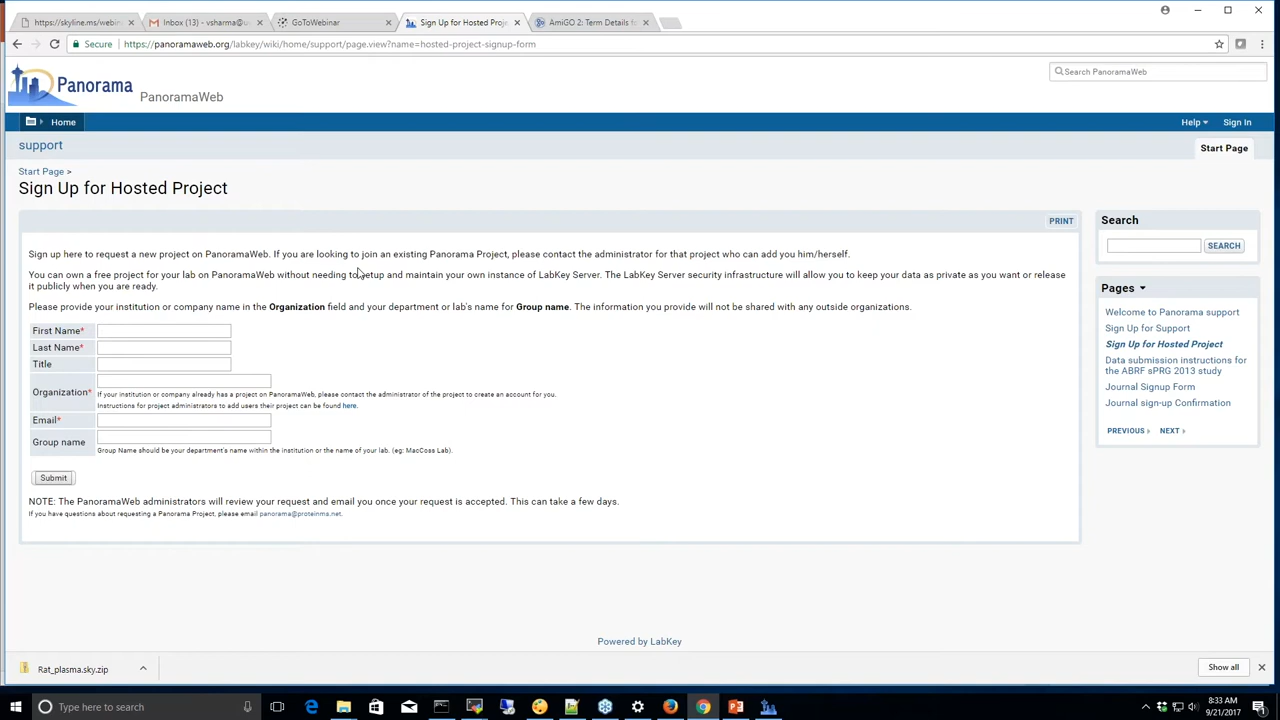 https://skyline.ms/webin
Inbox (13) - vsharma@u
GoToWebinar
Sign Up for Hosted Proje
AmiGO 2: Term Details fo
Secure
https://panoramaweb.org/labkey/wiki/home/support/page.view?name=hosted-project-signup-form
Panorama
PanoramaWeb
Search PanoramaWeb
Home
Help
Sign In
support
Start Page
Start Page >
Sign Up for Hosted Project
PRINT
Sign up here to request a new project on PanoramaWeb. If you are looking to join an existing Panorama Project, please contact the administrator for that project who can add you him/herself.
You can own a free project for your lab on PanoramaWeb without needing to setup and maintain your own instance of LabKey Server. The LabKey Server security infrastructure will allow you to keep your data as private as you want or release
it publicly when you are ready.
Please provide your institution or company name in the Organization field and your department or lab's name for Group name. The information you provide will not be shared with any outside organizations.
First Name*
Last Name*
Title
Organization*
If your institution or company already has a project on PanoramaWeb, please contact the administrator of the project to create an account for you.
Instructions for project administrators to add users their project can be found here.
Email*
Group name
Group Name should be your department's name within the institution or the name of your lab. (eg: MacCoss Lab).
Submit
NOTE: The PanoramaWeb administrators will review your request and email you once your request is accepted. This can take a few days.
If you have questions about requesting a Panorama Project, please email panorama@proteinms.net.
Search
SEARCH
Pages
Welcome to Panorama support
Sign Up for Support
Sign Up for Hosted Project
Data submission instructions for
the ABRF sPRG 2013 study
Journal Signup Form
Journal sign-up Confirmation
PREVIOUS
NEXT
Powered by LabKey
Rat_plasma.sky.zip
Show all
Type here to search
8:33 AM
9/21/2017